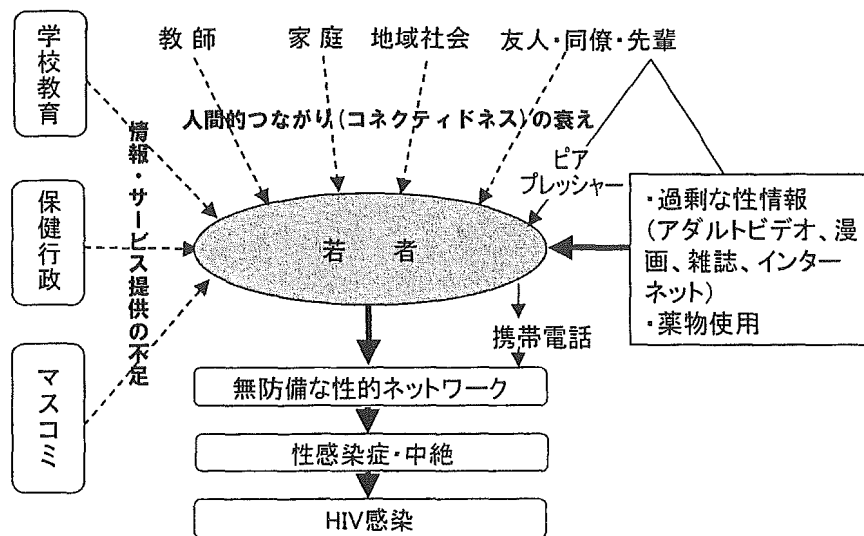 学校教育
教師
家庭
地域社会
友人・同僚・先輩
人間的つながり(コネクティドネス)の衰え
情報・サービス提供の不足
ピア
プレッシャー
保健行政
若者
・過剰な性情報
(アダルトビデオ、漫
画、雑誌、インター
ネット)
・薬物使用
携帯電話
マスコミ
無防備な性的ネットワーク
性感染症・中絶
HIV感染